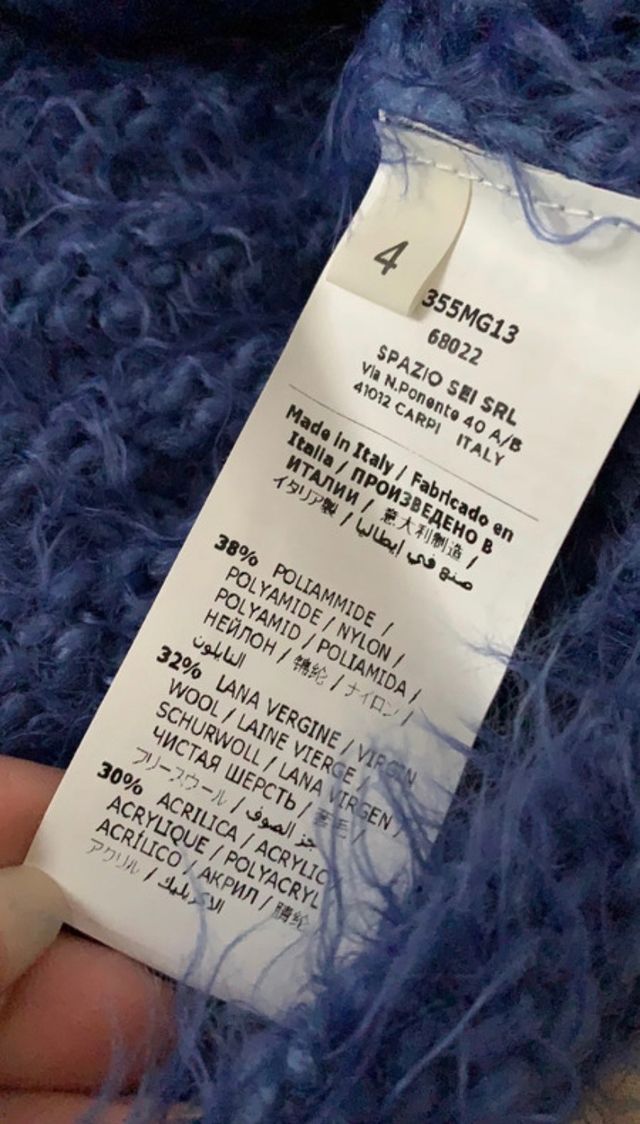 4
355MG13
68022
SPAZIO SEI SRL
Via N.Ponente 40 A/B
41012 CARPI ITALY
Made in Italy / Fabricado en
Italia / ПРОИЗВЕДЕНО В
ИТАЛИИ / 意大利制造 /
イタリア製 / صنع في إيطاليا
38% POLIAMMIDE /
POLYAMIDE / NYLON /
POLYAMID / POLIAMIDA /
НЕЙЛОН / 锦纶 / ナイロン /
النايلون
32% LANA VERGINE / VIRGIN
WOOL / LAINE VIERGE /
SCHURWOLL / LANA VIRGEN /
ЧИСТАЯ ШЕРСТЬ /
フリースウール / جز الصوف
30% ACRILICA / ACRYLIC
ACRYLIQUE / POLYACRYL
ACRÍLICO / АКРИЛ /
アクリル / الاكريليك